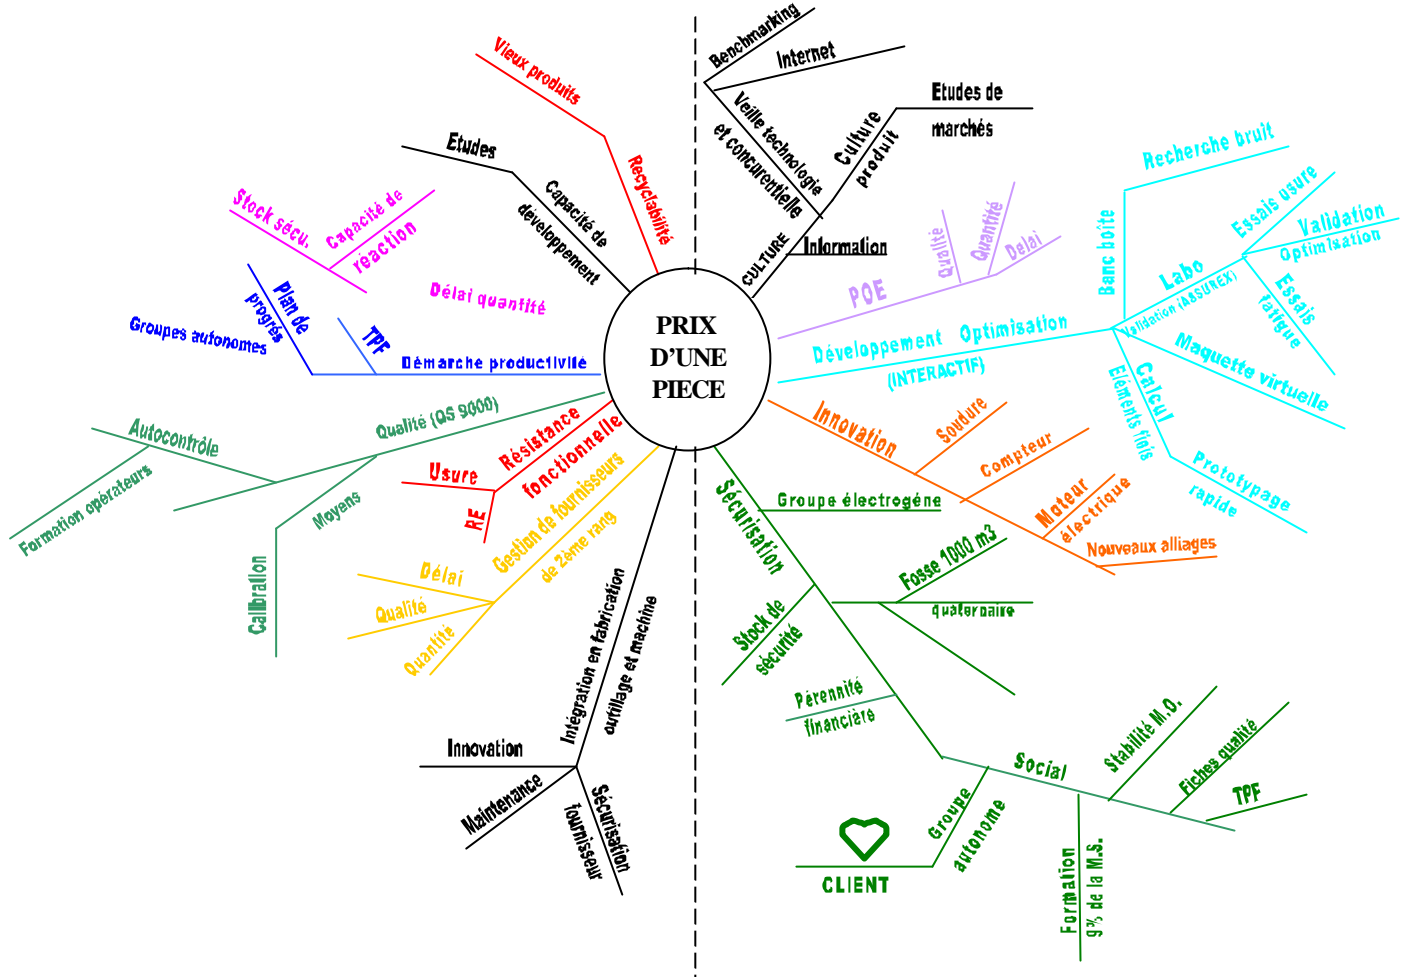 PRIX
D'UNE
PIECE
Benchmarking
Internet
Veille technologie
et concurentielle
Culture
produit
Etudes de
marchés
CULTURE
Information
POE
Qualité
Quantité
Delai
Développement Optimisation
(INTERACTIF)
Banc boîte
Recherche bruit
Labo
Validation (ASSUREX)
Essais usure
Validation
Optimisation
Essais
fatigue
Maquette virtuelle
Calcul
Eléments finis
Prototypage
rapide
Innovation
Soudure
Compteur
Moteur
électrique
Nouveaux alliages
Sécurisation
Groupe électrogéne
Fosse 1000 m3
quaternaire
Stock de
sécurité
Pérennité
financière
Social
Stabilité M.O.
Fiches qualité
TPF
Formation
9% de la M.S.
Groupe
autonome
CLIENT
Intégration en fabrication
outillage et machine
Innovation
Maintenance
Sécurisation
fournisseur
Gestion de fournisseurs
de 2ème rang
Délai
Qualité
Quantité
Résistance
fonctionnelle
Usure
RE
Qualité (QS 9000)
Autocontrôle
Formation opérateurs
Moyens
Calibration
Démarche productivité
TPF
Plan de
progrés
Groupes autonomes
Délai quantité
Stock sécu.
Capacité de
réaction
Capacité de
développement
Etudes
Recyclabilité
Vieux produits